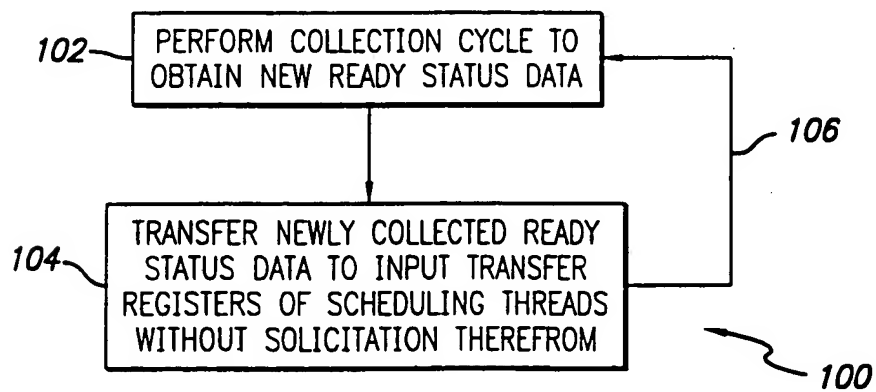 102
PERFORM COLLECTION CYCLE TO
OBTAIN NEW READY STATUS DATA
106
104
TRANSFER NEWLY COLLECTED READY
STATUS DATA TO INPUT TRANSFER
REGISTERS OF SCHEDULING THREADS
WITHOUT SOLICITATION THEREFROM
100